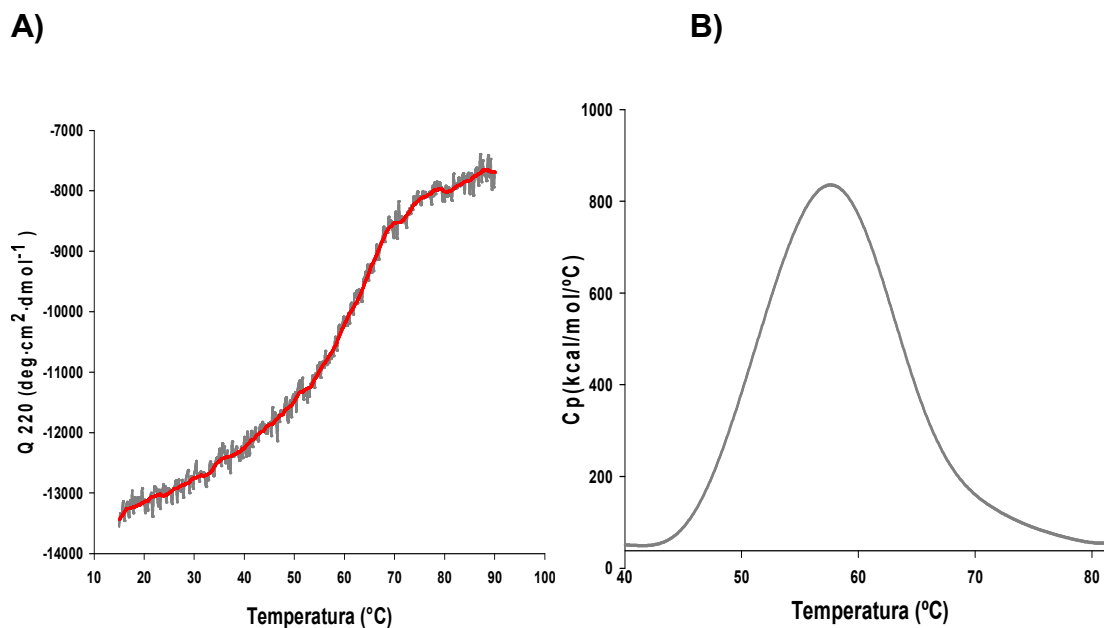 A)
B)
Q 220 (deg·cm²·dmol⁻¹ )
-7000
-8000
-9000
-10000
-11000
-12000
-13000
-14000
10 20 30 40 50 60 70 80 90 100
Temperatura (°C)
Cp(kcal/mol/ºC)
1000
800
600
400
200
0
40 50 60 70 80
Temperatura (ºC)